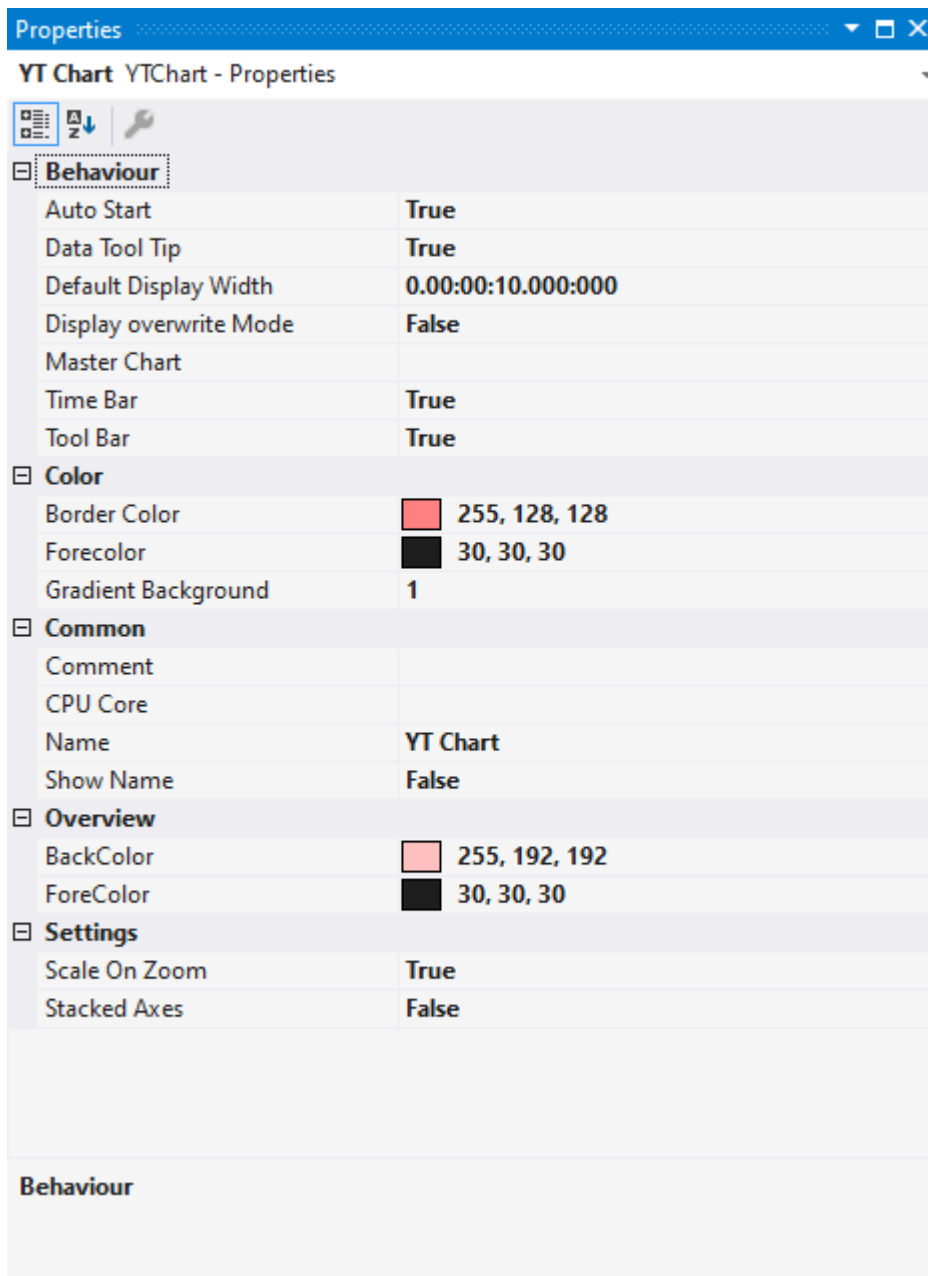 Properties
YT Chart YTChart - Properties
Behaviour
Auto Start True
Data Tool Tip True
Default Display Width 0.00:00:10.000:000
Display overwrite Mode False
Master Chart
Time Bar True
Tool Bar True
Color
Border Color 255, 128, 128
Forecolor 30, 30, 30
Gradient Background 1
Common
Comment
CPU Core
Name YT Chart
Show Name False
Overview
BackColor 255, 192, 192
ForeColor 30, 30, 30
Settings
Scale On Zoom True
Stacked Axes False
Behaviour